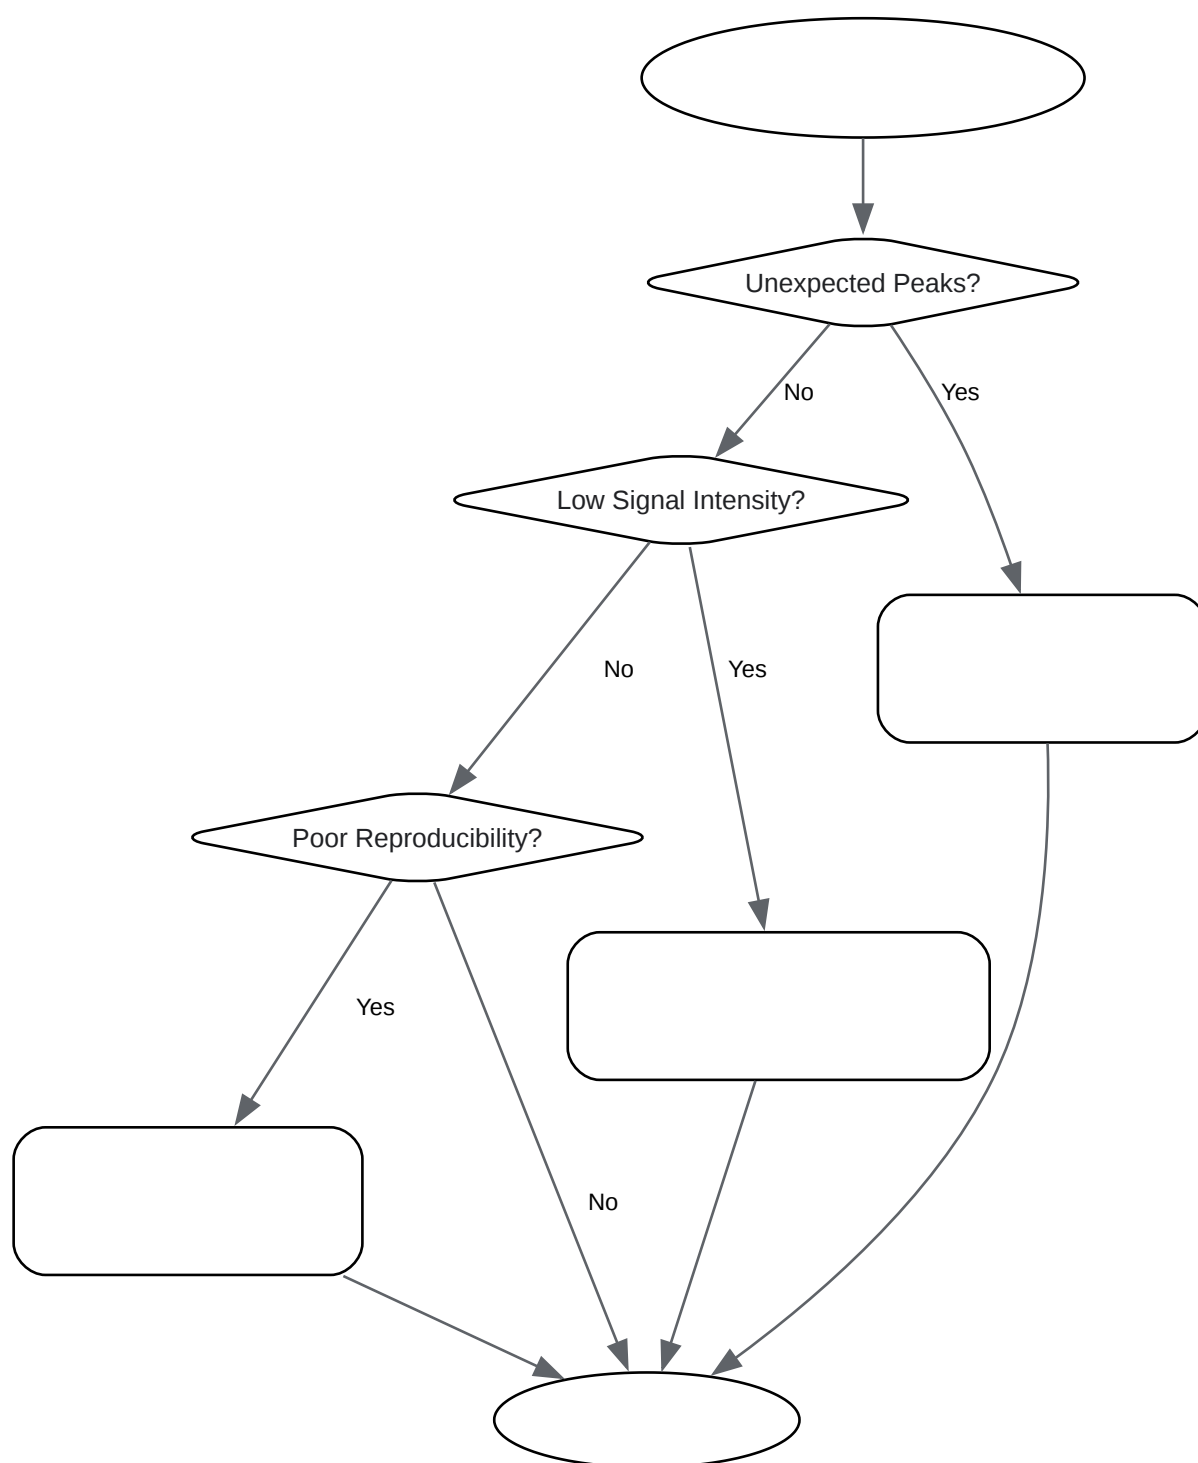 Unexpected Peaks?
No
Yes
Low Signal Intensity?
No
Yes
Poor Reproducibility?
Yes
No